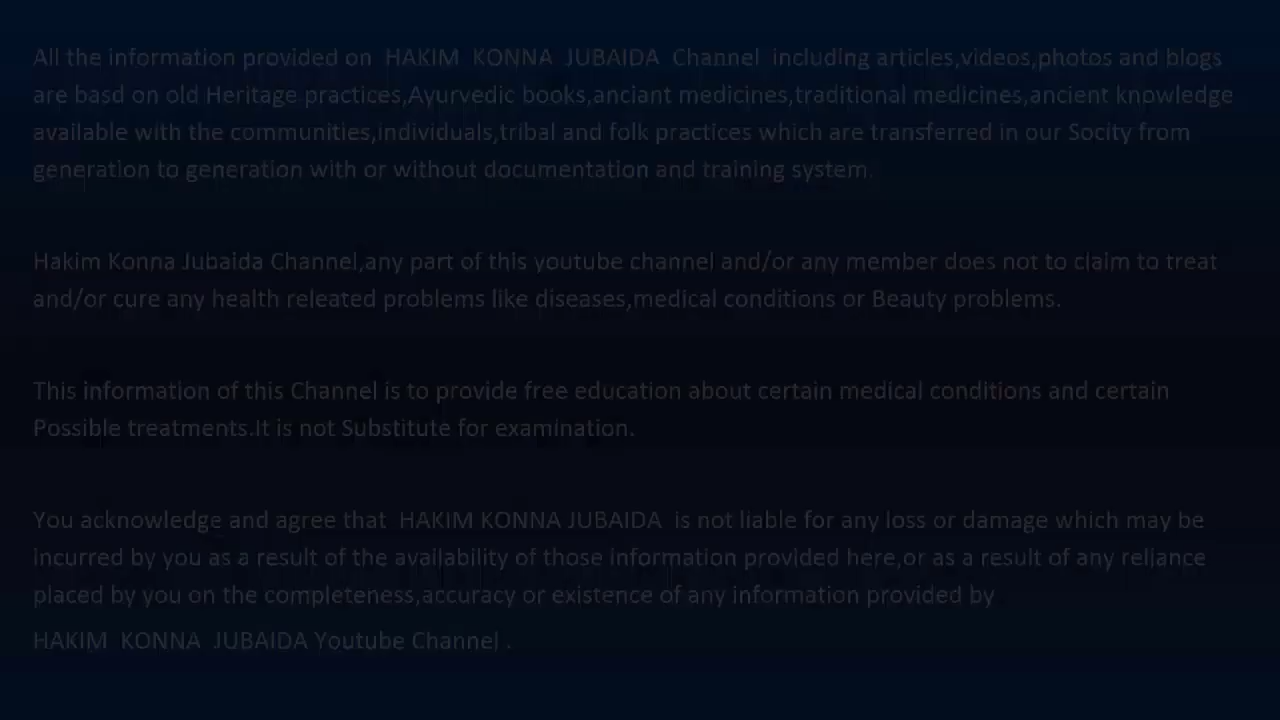 All the information provided on  HAKIM  KONNA  JUBAIDA  Channel  including articles,videos,photos and blogs
are basd on old Heritage practices,Ayurvedic books,anciant medicines,traditional medicines,ancient knowledge
available with the communities,individuals,tribal and folk practices which are transferred in our Socity from
generation to generation with or without documentation and training system.
Hakim Konna Jubaida Channel,any part of this youtube channel and/or any member does not to claim to treat
and/or cure any health releated problems like diseases,medical conditions or Beauty problems.
This information of this Channel is to provide free education about certain medical conditions and certain
Possible treatments.It is not Substitute for examination.
You acknowledge and agree that  HAKIM KONNA JUBAIDA  is not liable for any loss or damage which may be
incurred by you as a result of the availability of those information provided here,or as a result of any reliance
placed by you on the completeness,accuracy or existence of any information provided by
HAKIM  KONNA  JUBAIDA Youtube Channel .